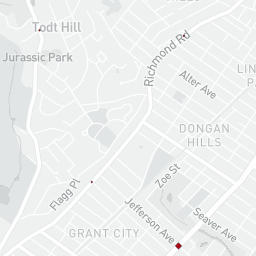 Todt Hill
Jurassic Park
Richmond Rd
Alter Ave
DONGAN
HILLS
Zoe St
Flagg Pl
Jefferson Ave
Seaver Ave
GRANT CITY